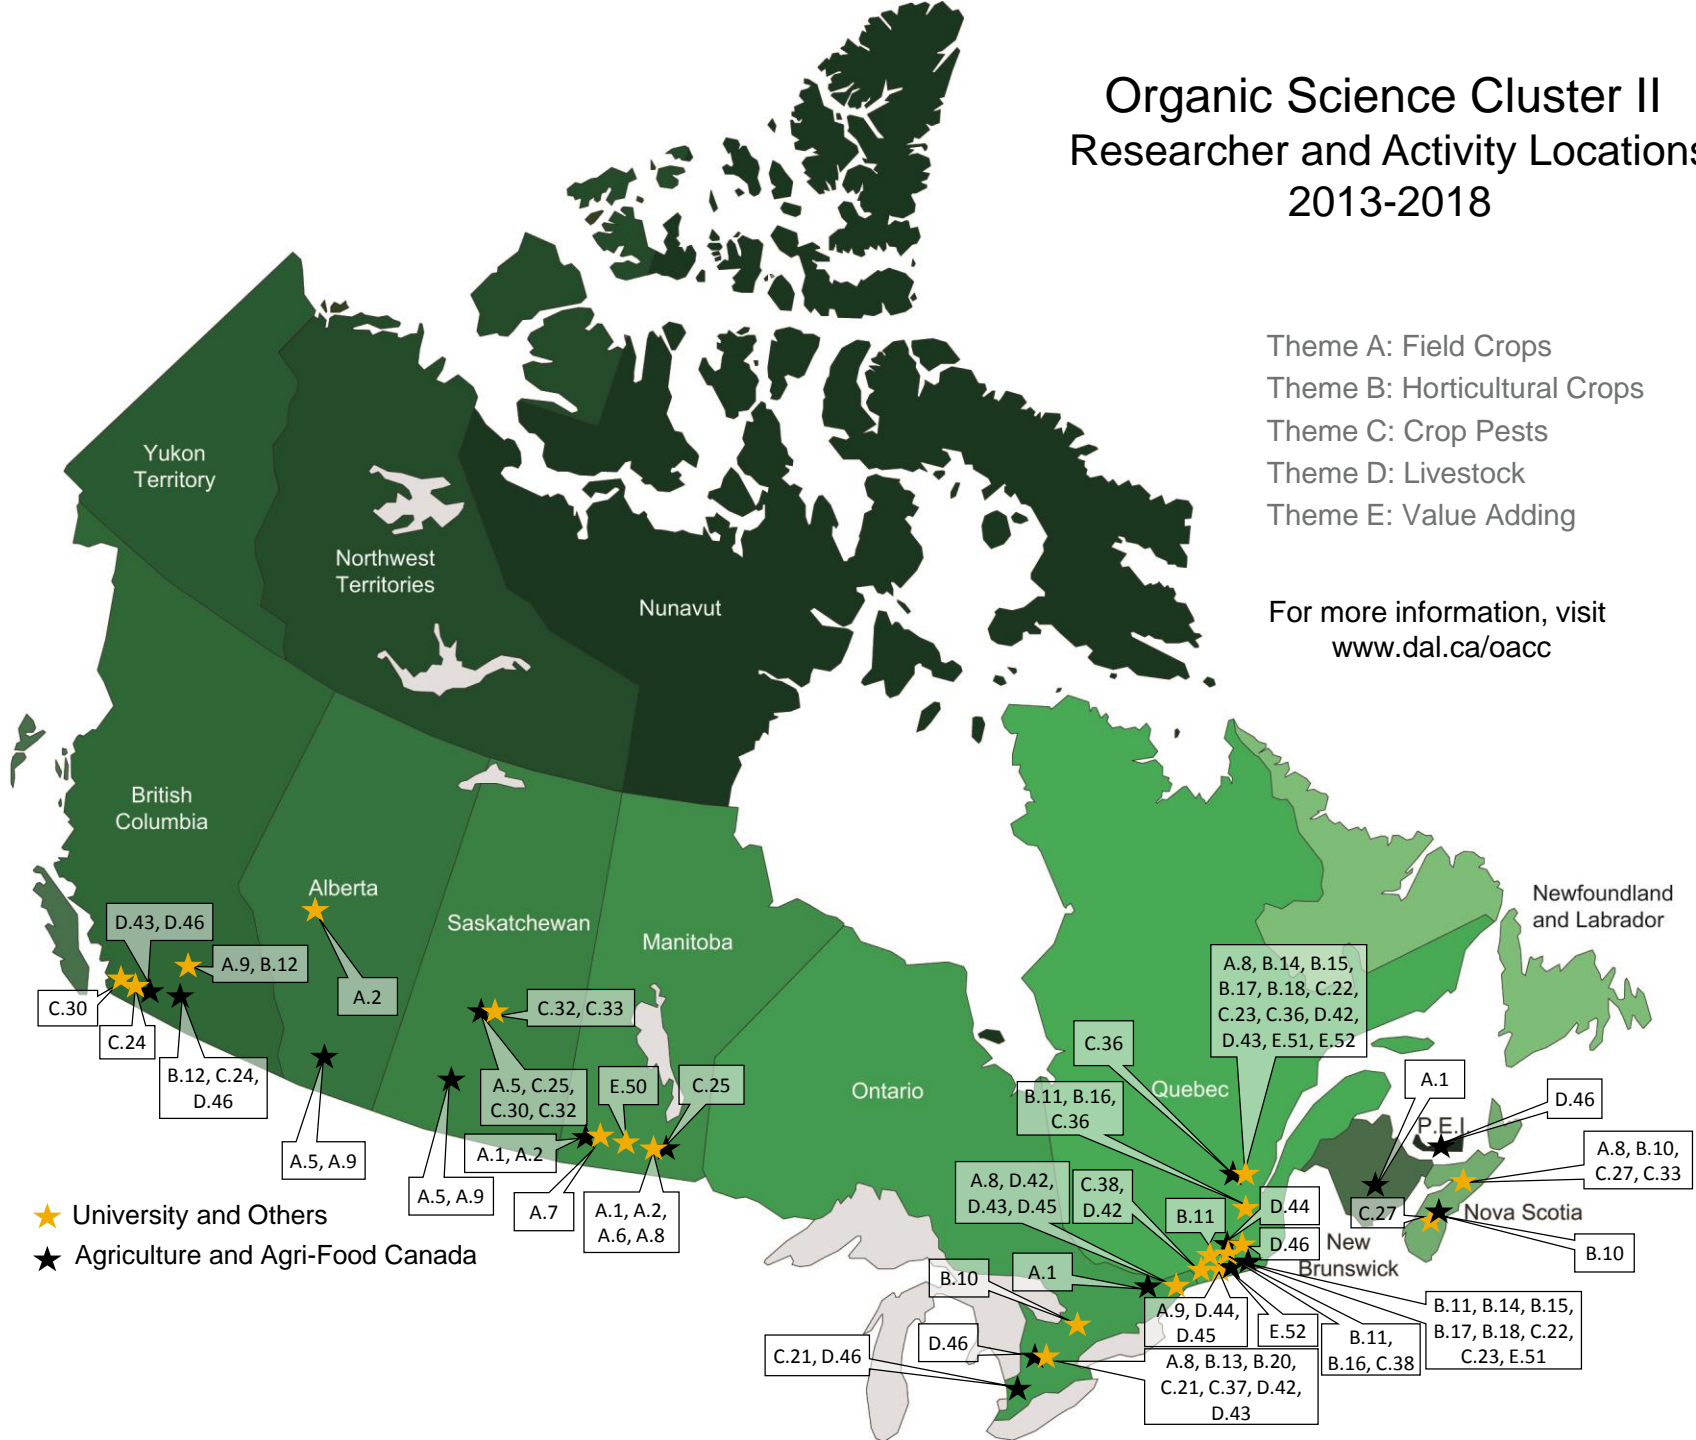 Organic Science Cluster II
Researcher and Activity Locations
2013-2018
Theme A: Field Crops
Theme B: Horticultural Crops
Theme C: Crop Pests
Theme D: Livestock
Theme E: Value Adding
For more information, visit
www.dal.ca/oacc
Yukon
Territory
Northwest
Territories
Nunavut
British
Columbia
Alberta
Saskatchewan
Manitoba
Ontario
Quebec
Newfoundland
and Labrador
P.E.I.
Nova Scotia
New
Brunswick
D.43, D.46
A.9, B.12
C.30
C.24
B.12, C.24,
D.46
A.2
A.5, A.9
C.32, C.33
A.5, C.25,
C.30, C.32
A.5, A.9
E.50
C.25
A.1, A.2
A.7
A.1, A.2,
A.6, A.8
A.8, B.14, B.15,
B.17, B.18, C.22,
C.23, C.36, D.42,
D.43, E.51, E.52
C.36
B.11, B.16,
C.36
A.8, D.42,
D.43, D.45
C.38,
D.42
B.11
D.44
D.46
A.1
D.46
A.8, B.10,
C.27, C.33
C.27
B.10
B.10
A.1
A.9, D.44,
D.45
E.52
B.11,
B.16, C.38
B.11, B.14, B.15,
B.17, B.18, C.22,
C.23, E.51
D.46
C.21, D.46
A.8, B.13, B.20,
C.21, C.37, D.42,
D.43
University and Others
Agriculture and Agri-Food Canada